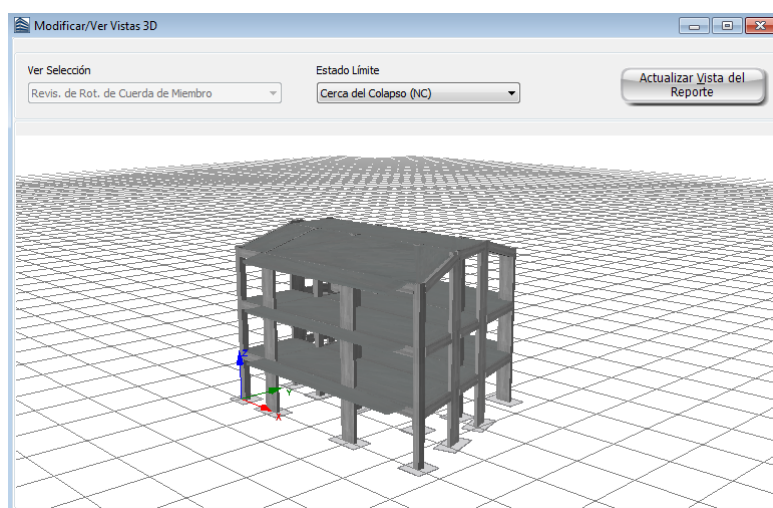 Modificar/Ver Vistas 3D
Ver Selección
Estado Límite
Actualizar Vista del
Reporte
Revis. de Rot. de Cuerda de Miembro
Cerca del Colapso (NC)
Z
Y
X